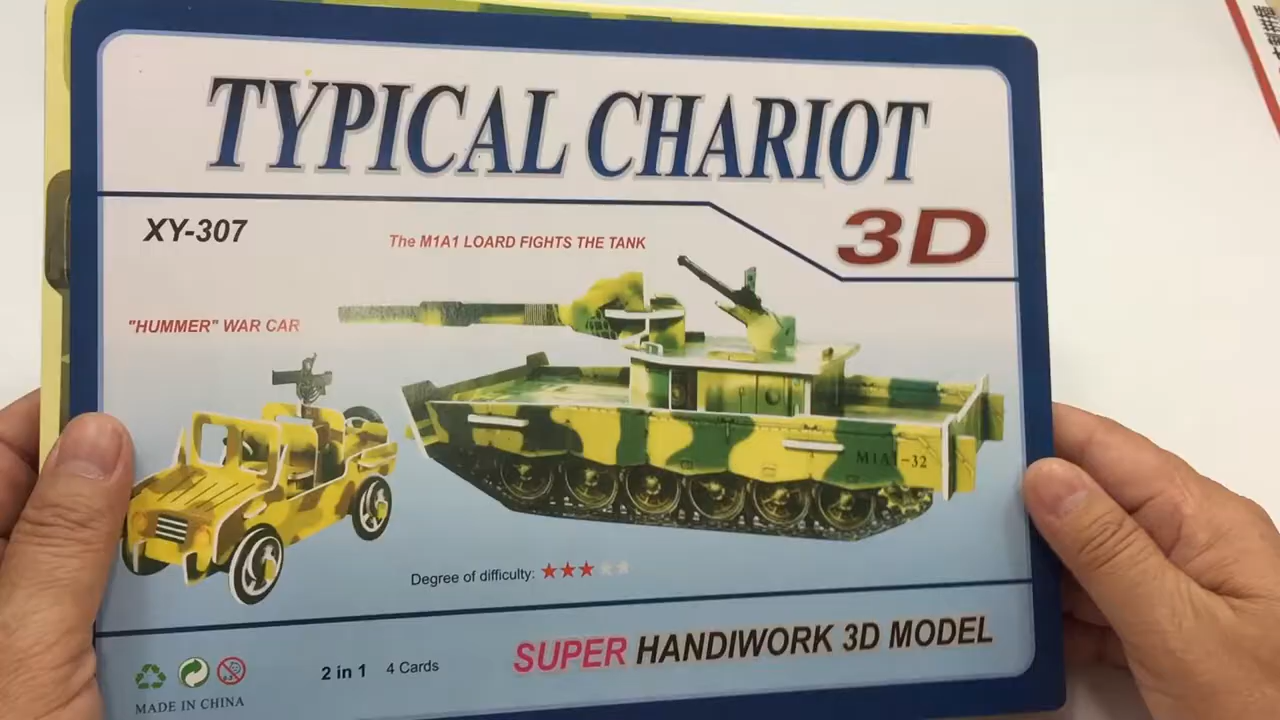 TYPICAL CHARIOT
3D
XY-307
The M1A1 LOARD FIGHTS THE TANK
"HUMMER" WAR CAR
M1A1-32
Degree of difficulty:
SUPER HANDIWORK 3D MODEL
2 in 1 4 Cards
MADE IN CHINA